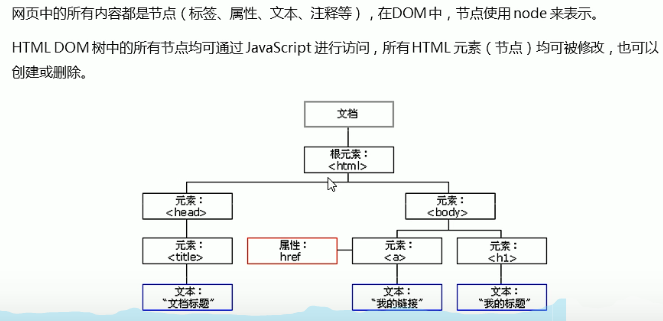 网页中的所有内容都是节点（标签、属性、文本、注释等），在DOM中，节点使用node来表示。
HTML DOM 树中的所有节点均可通过 JavaScript 进行访问，所有HTML 元素（节点）均可被修改，也可以
创建或删除。
文档
根元素：
<html>
元素：
<head>
元素：
<body>
元素：
<title>
属性：
href
元素：
<a>
元素：
<h1>
文本：
“文档标题”
文本：
“我的链接”
文本：
“我的标题”